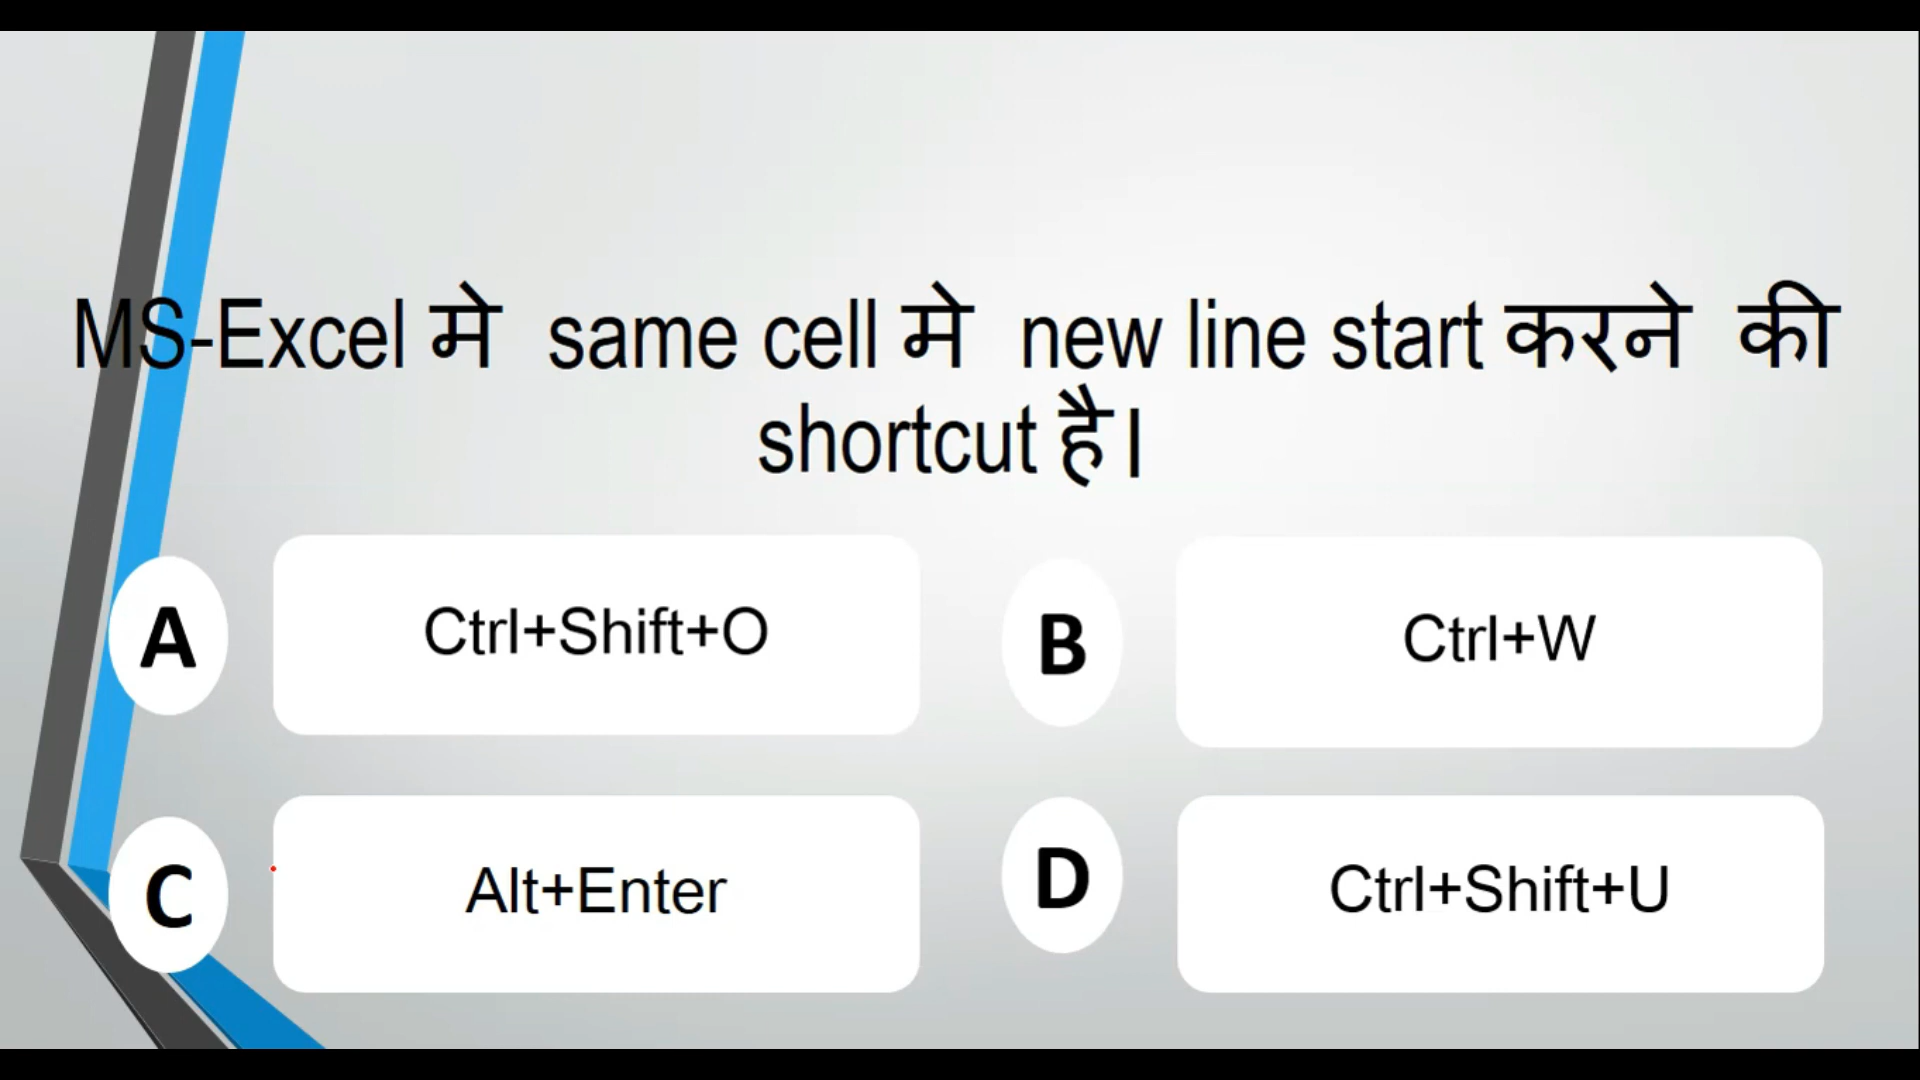 MS-Excel मे same cell मे new line start करने की
shortcut है।
A
Ctrl+Shift+O
B
Ctrl+W
C
Alt+Enter
D
Ctrl+Shift+U